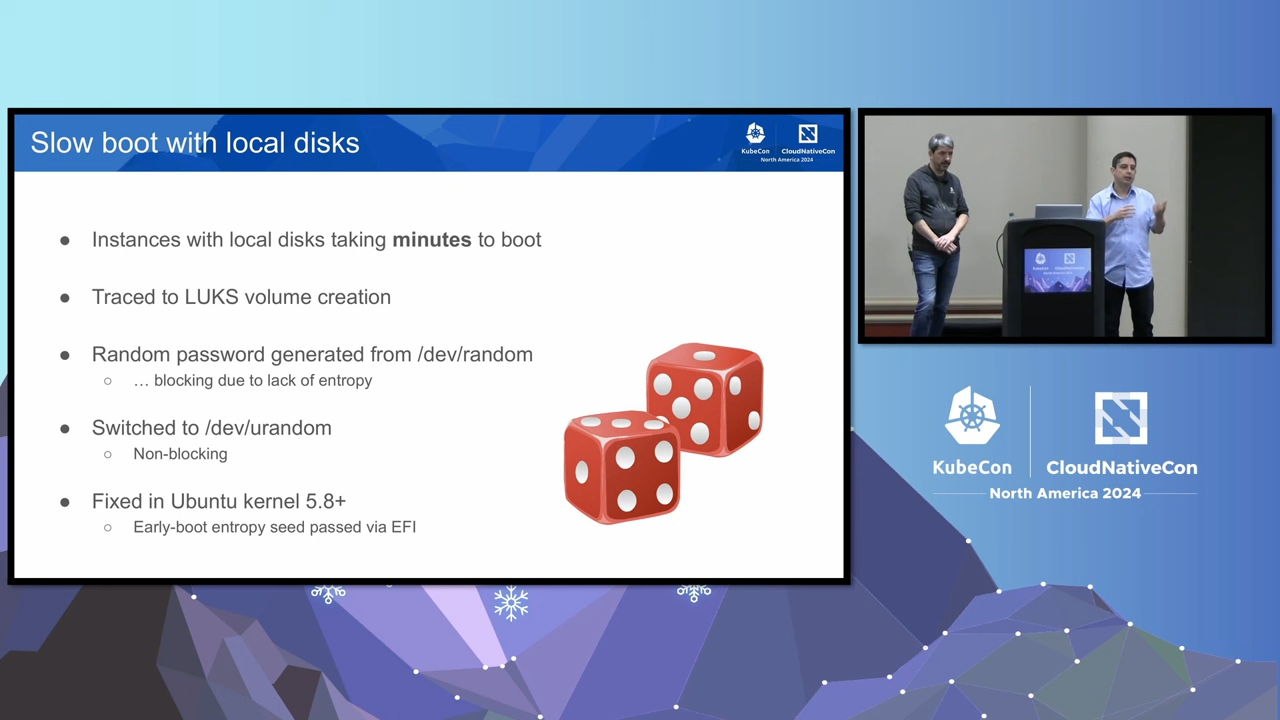 Slow boot with local disks
KubeCon
CloudNativeCon
North America 2024
● Instances with local disks taking minutes to boot
● Traced to LUKS volume creation
● Random password generated from /dev/random
○ … blocking due to lack of entropy
● Switched to /dev/urandom
○ Non-blocking
● Fixed in Ubuntu kernel 5.8+
○ Early-boot entropy seed passed via EFI
KubeCon
CloudNativeCon
North America 2024